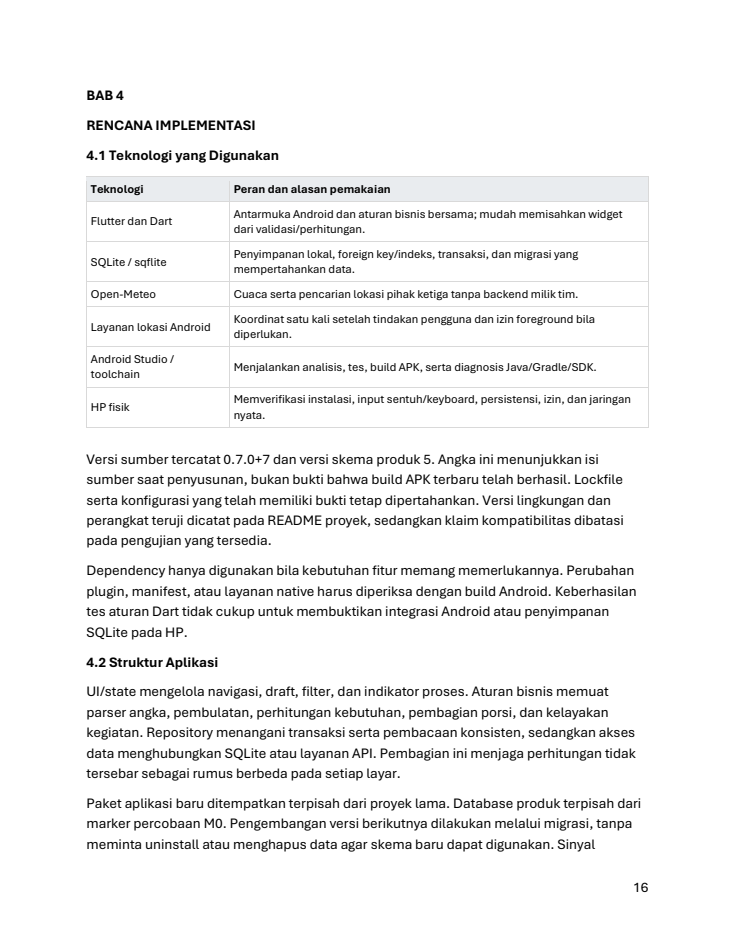 BAB 4
RENCANA IMPLEMENTASI
4.1 Teknologi yang Digunakan
Teknologi Peran dan alasan pemakaian
Flutter dan Dart Antarmuka Android dan aturan bisnis bersama; mudah memisahkan widget
dari validasi/perhitungan.
SQLite / sqflite Penyimpanan lokal, foreign key/indeks, transaksi, dan migrasi yang
mempertahankan data.
Open-Meteo Cuaca serta pencarian lokasi pihak ketiga tanpa backend milik tim.
Layanan lokasi Android Koordinat satu kali setelah tindakan pengguna dan izin foreground bila
diperlukan.
Android Studio /
toolchain Menjalankan analisis, tes, build APK, serta diagnosis Java/Gradle/SDK.
HP fisik Memverifikasi instalasi, input sentuh/keyboard, persistensi, izin, dan jaringan
nyata.
Versi sumber tercatat 0.7.0+7 dan versi skema produk 5. Angka ini menunjukkan isi
sumber saat penyusunan, bukan bukti bahwa build APK terbaru telah berhasil. Lockfile
serta konfigurasi yang telah memiliki bukti tetap dipertahankan. Versi lingkungan dan
perangkat teruji dicatat pada README proyek, sedangkan klaim kompatibilitas dibatasi
pada pengujian yang tersedia.
Dependency hanya digunakan bila kebutuhan fitur memang memerlukannya. Perubahan
plugin, manifest, atau layanan native harus diperiksa dengan build Android. Keberhasilan
tes aturan Dart tidak cukup untuk membuktikan integrasi Android atau penyimpanan
SQLite pada HP.
4.2 Struktur Aplikasi
UI/state mengelola navigasi, draft, filter, dan indikator proses. Aturan bisnis memuat
parser angka, pembulatan, perhitungan kebutuhan, pembagian porsi, dan kelayakan
kegiatan. Repository menangani transaksi serta pembacaan konsisten, sedangkan akses
data menghubungkan SQLite atau layanan API. Pembagian ini menjaga perhitungan tidak
tersebar sebagai rumus berbeda pada setiap layar.
Paket aplikasi baru ditempatkan terpisah dari proyek lama. Database produk terpisah dari
marker percobaan M0. Pengembangan versi berikutnya dilakukan melalui migrasi, tanpa
meminta uninstall atau menghapus data agar skema baru dapat digunakan. Sinyal
16